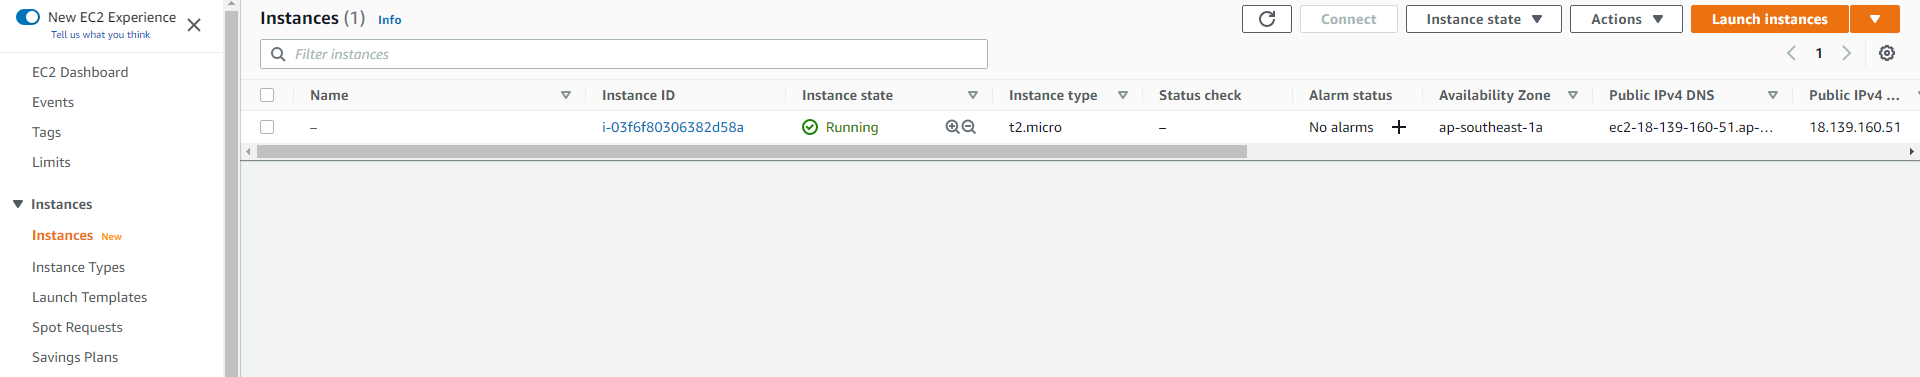 New EC2 Experience
Tell us what you think
EC2 Dashboard
Events
Tags
Limits
Instances
Instances New
Instance Types
Launch Templates
Spot Requests
Savings Plans
Instances (1) Info
Connect Instance state Actions Launch instances
Filter instances
1
Name Instance ID Instance state Instance type Status check Alarm status Availability Zone Public IPv4 DNS Public IPv4 ...
– i-03f6f80306382d58a Running t2.micro – No alarms + ap-southeast-1a ec2-18-139-160-51.ap-... 18.139.160.51